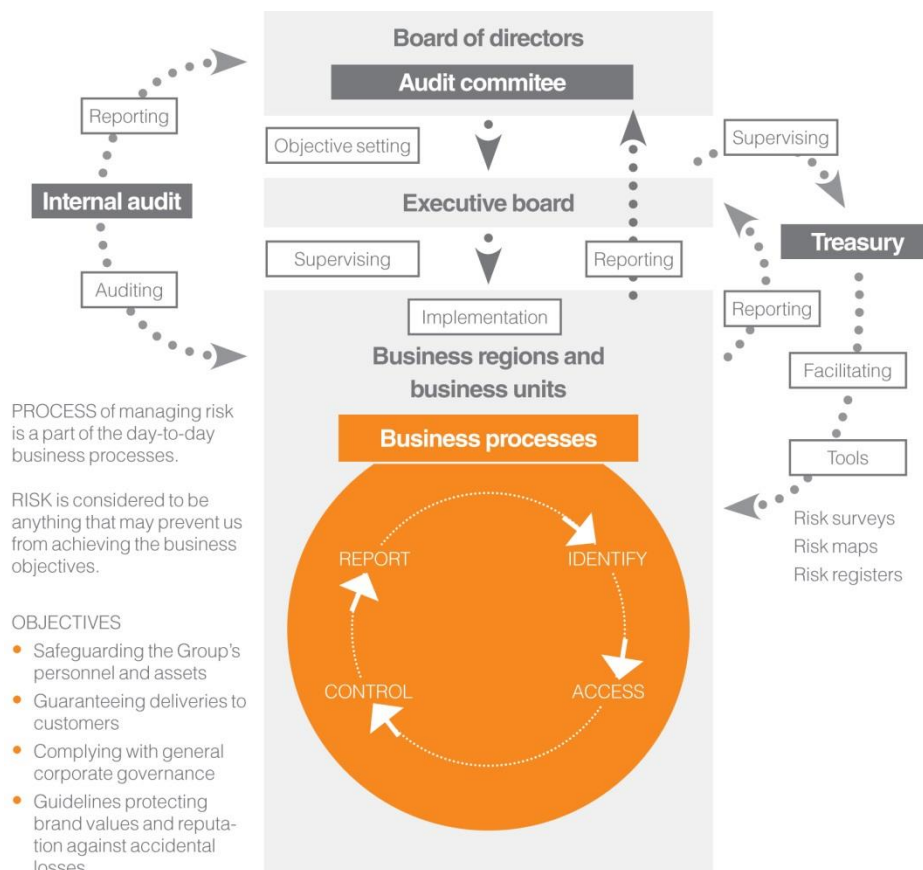 Board of directors
Audit commitee
Reporting
Objective setting
Supervising
Internal audit
Executive board
Treasury
Supervising
Reporting
Auditing
Reporting
Implementation
Business regions and
business units
Facilitating
Business processes
Tools
Risk surveys
Risk maps
Risk registers
PROCESS of managing risk
is a part of the day-to-day
business processes.
RISK is considered to be
anything that may prevent us
from achieving the business
objectives.
REPORT
IDENTIFY
CONTROL
ACCESS
OBJECTIVES
Safeguarding the Group's
personnel and assets
Guaranteeing deliveries to
customers
Complying with general
corporate governance
Guidelines protecting
brand values and reputa-
tion against accidental
losses